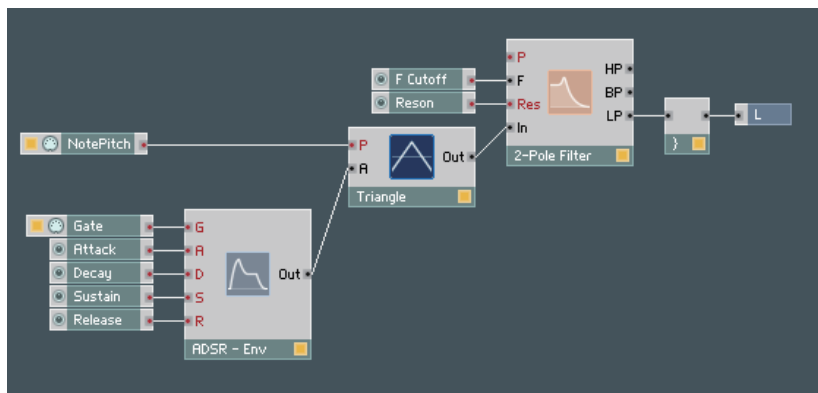 P
F Cutoff
F
HP
BP
Reson
Res
LP
L
In
2-Pole Filter
}
NotePitch
P
A
Out
Triangle
Gate
G
Attack
A
Decay
D
Out
Sustain
S
Release
R
ADSR - Env